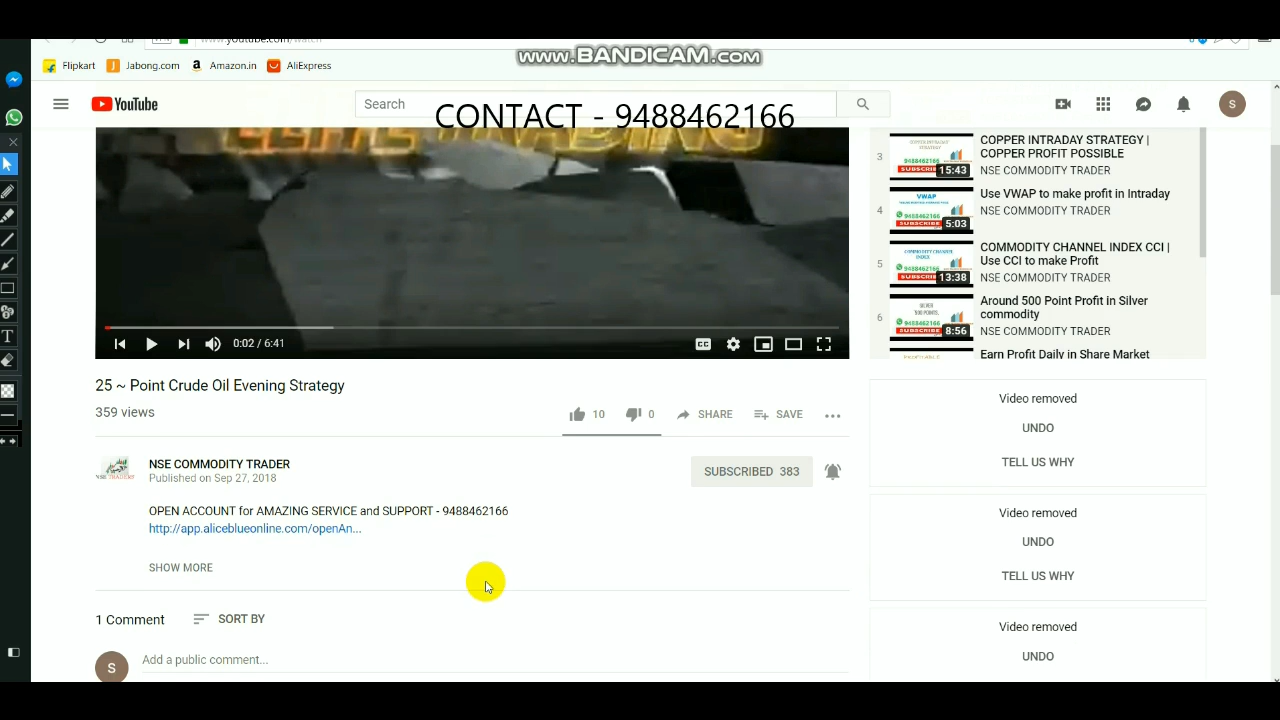 www.BANDICAM.com
Flipkart
Jabong.com
Amazon.in
AliExpress
YouTube
Search
CONTACT - 9488462166
S
3
COPPER INTRADAY STRATEGY |
COPPER PROFIT POSSIBLE
NSE COMMODITY TRADER
15:43
4
Use VWAP to make profit in Intraday
NSE COMMODITY TRADER
5:03
5
COMMODITY CHANNEL INDEX CCI |
Use CCI to make Profit
NSE COMMODITY TRADER
13:38
6
Around 500 Point Profit in Silver
commodity
NSE COMMODITY TRADER
8:56
Earn Profit Daily in Share Market
0:02 / 6:41
25 ~ Point Crude Oil Evening Strategy
359 views
10
0
SHARE
SAVE
NSE COMMODITY TRADER
Published on Sep 27, 2018
SUBSCRIBED 383
OPEN ACCOUNT for AMAZING SERVICE and SUPPORT - 9488462166
http://app.aliceblueonline.com/openAn...
SHOW MORE
1 Comment
SORT BY
S
Add a public comment...
Video removed
UNDO
TELL US WHY
Video removed
UNDO
TELL US WHY
Video removed
UNDO